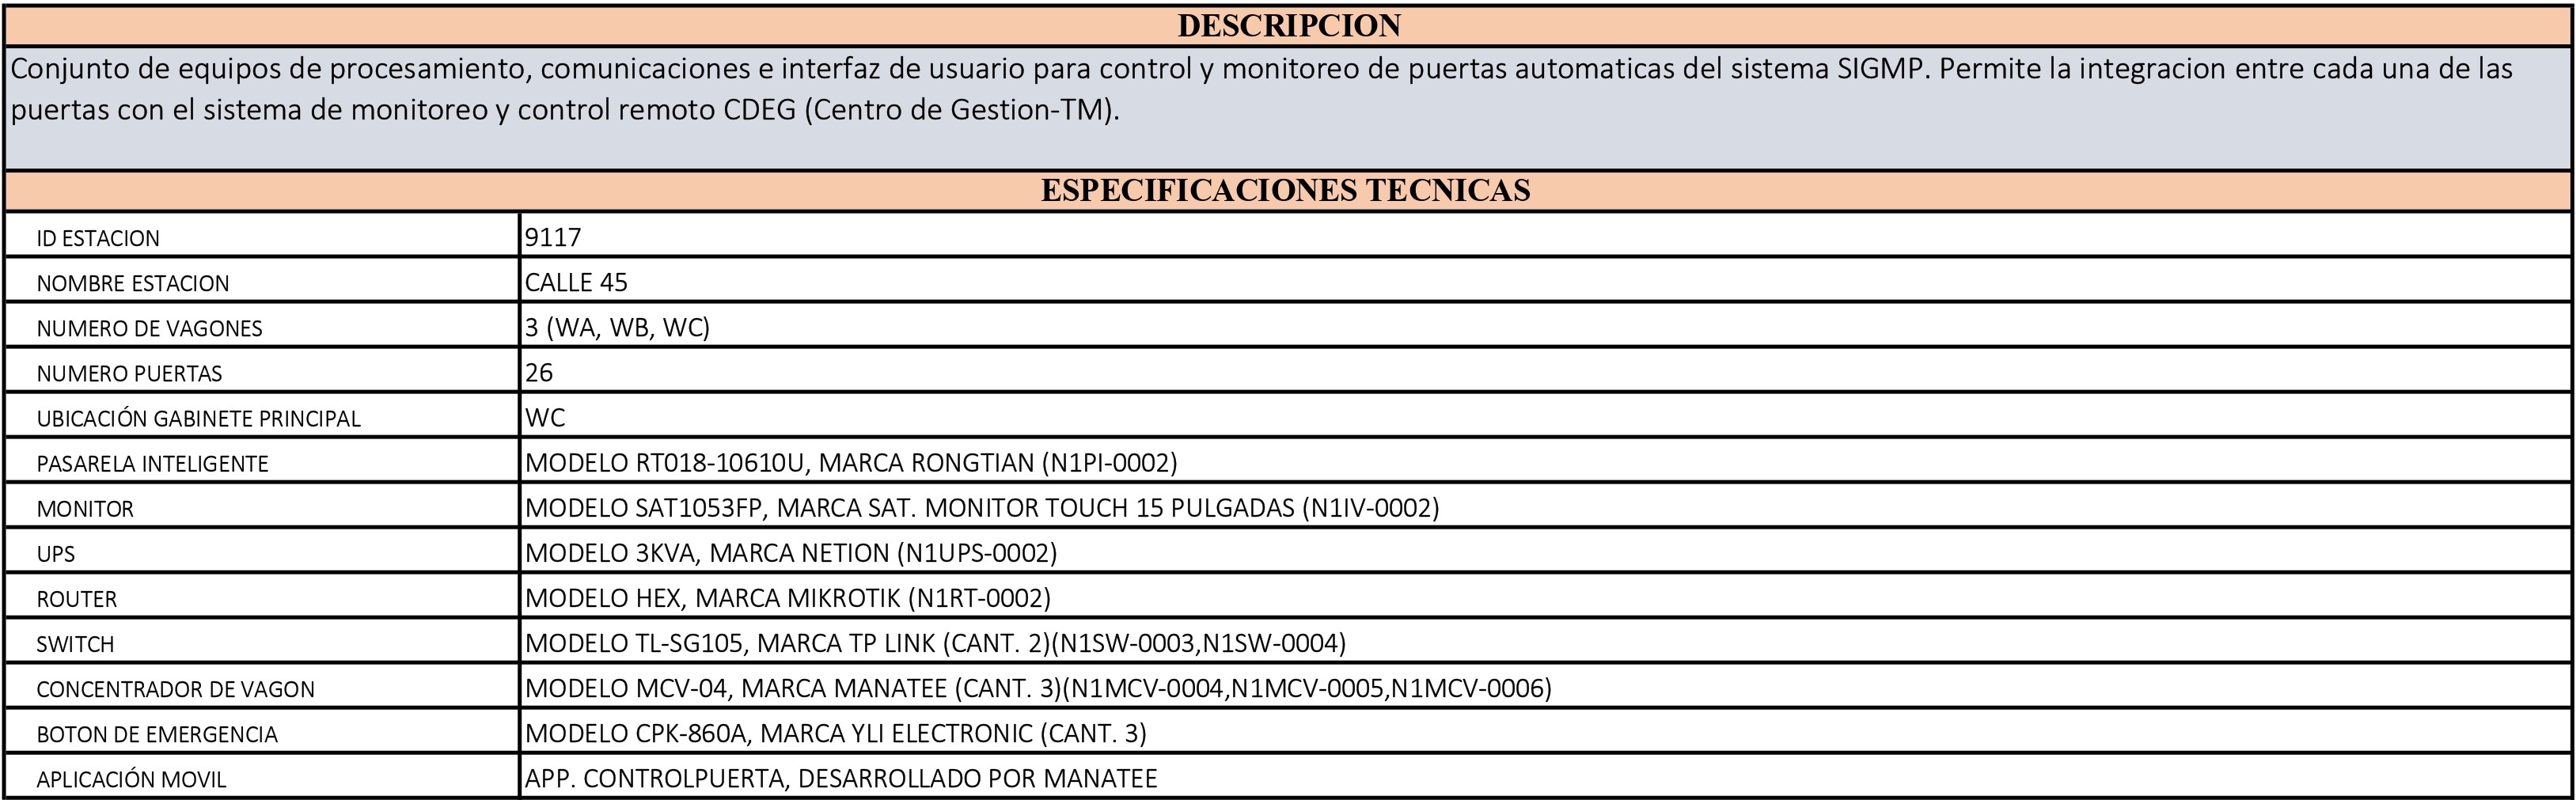 DESCRIPCION
Conjunto de equipos de procesamiento, comunicaciones e interfaz de usuario para control y monitoreo de puertas automaticas del sistema SIGMP. Permite la integracion entre cada una de las
puertas con el sistema de monitoreo y control remoto CDEG (Centro de Gestion-TM).
ESPECIFICACIONES TECNICAS
ID ESTACION 9117
NOMBRE ESTACION CALLE 45
NUMERO DE VAGONES 3 (WA, WB, WC)
NUMERO PUERTAS 26
UBICACIÓN GABINETE PRINCIPAL WC
PASARELA INTELIGENTE MODELO RT018-10610U, MARCA RONGTIAN (N1PI-0002)
MONITOR MODELO SAT1053FP, MARCA SAT. MONITOR TOUCH 15 PULGADAS (N1IV-0002)
UPS MODELO 3KVA, MARCA NETION (N1UPS-0002)
ROUTER MODELO HEX, MARCA MIKROTIK (N1RT-0002)
SWITCH MODELO TL-SG105, MARCA TP LINK (CANT. 2)(N1SW-0003,N1SW-0004)
CONCENTRADOR DE VAGON MODELO MCV-04, MARCA MANATEE (CANT. 3)(N1MCV-0004,N1MCV-0005,N1MCV-0006)
BOTON DE EMERGENCIA MODELO CPK-860A, MARCA YLI ELECTRONIC (CANT. 3)
APLICACIÓN MOVIL APP. CONTROLPUERTA, DESARROLLADO POR MANATEE